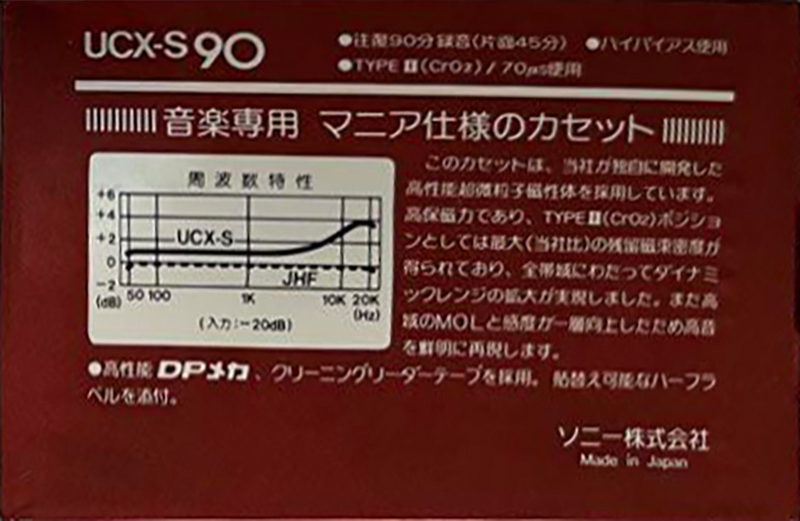 UCX-S 90
●往復90分録音(片面45分) ●ハイバイアス使用
●TYPE Ⅱ(CrO₂)/70μs使用
音楽専用 マニア仕様のカセット
周波数特性
+6
+4
+2
0
-2
(dB)
UCX-S
JHF
50 100 1K 10K 20K
(Hz)
(入力:-20dB)
このカセットは、当社が独自に開発した
高性能超微粒子磁性体を採用しています。
高保磁力であり、TYPEⅡ(CrO₂)ポジショ
ンとしては最大(当社比)の残留磁束密度が
得られており、全帯域にわたってダイナミ
ックレンジの拡大が実現しました。また高
域のMOLと感度が一層向上したため高音
を鮮明に再現します。
●高性能 DPメカ、クリーニングリーダーテープを採用。貼替え可能なハーフラ
ベルを添付。
ソニー株式会社
Made in Japan